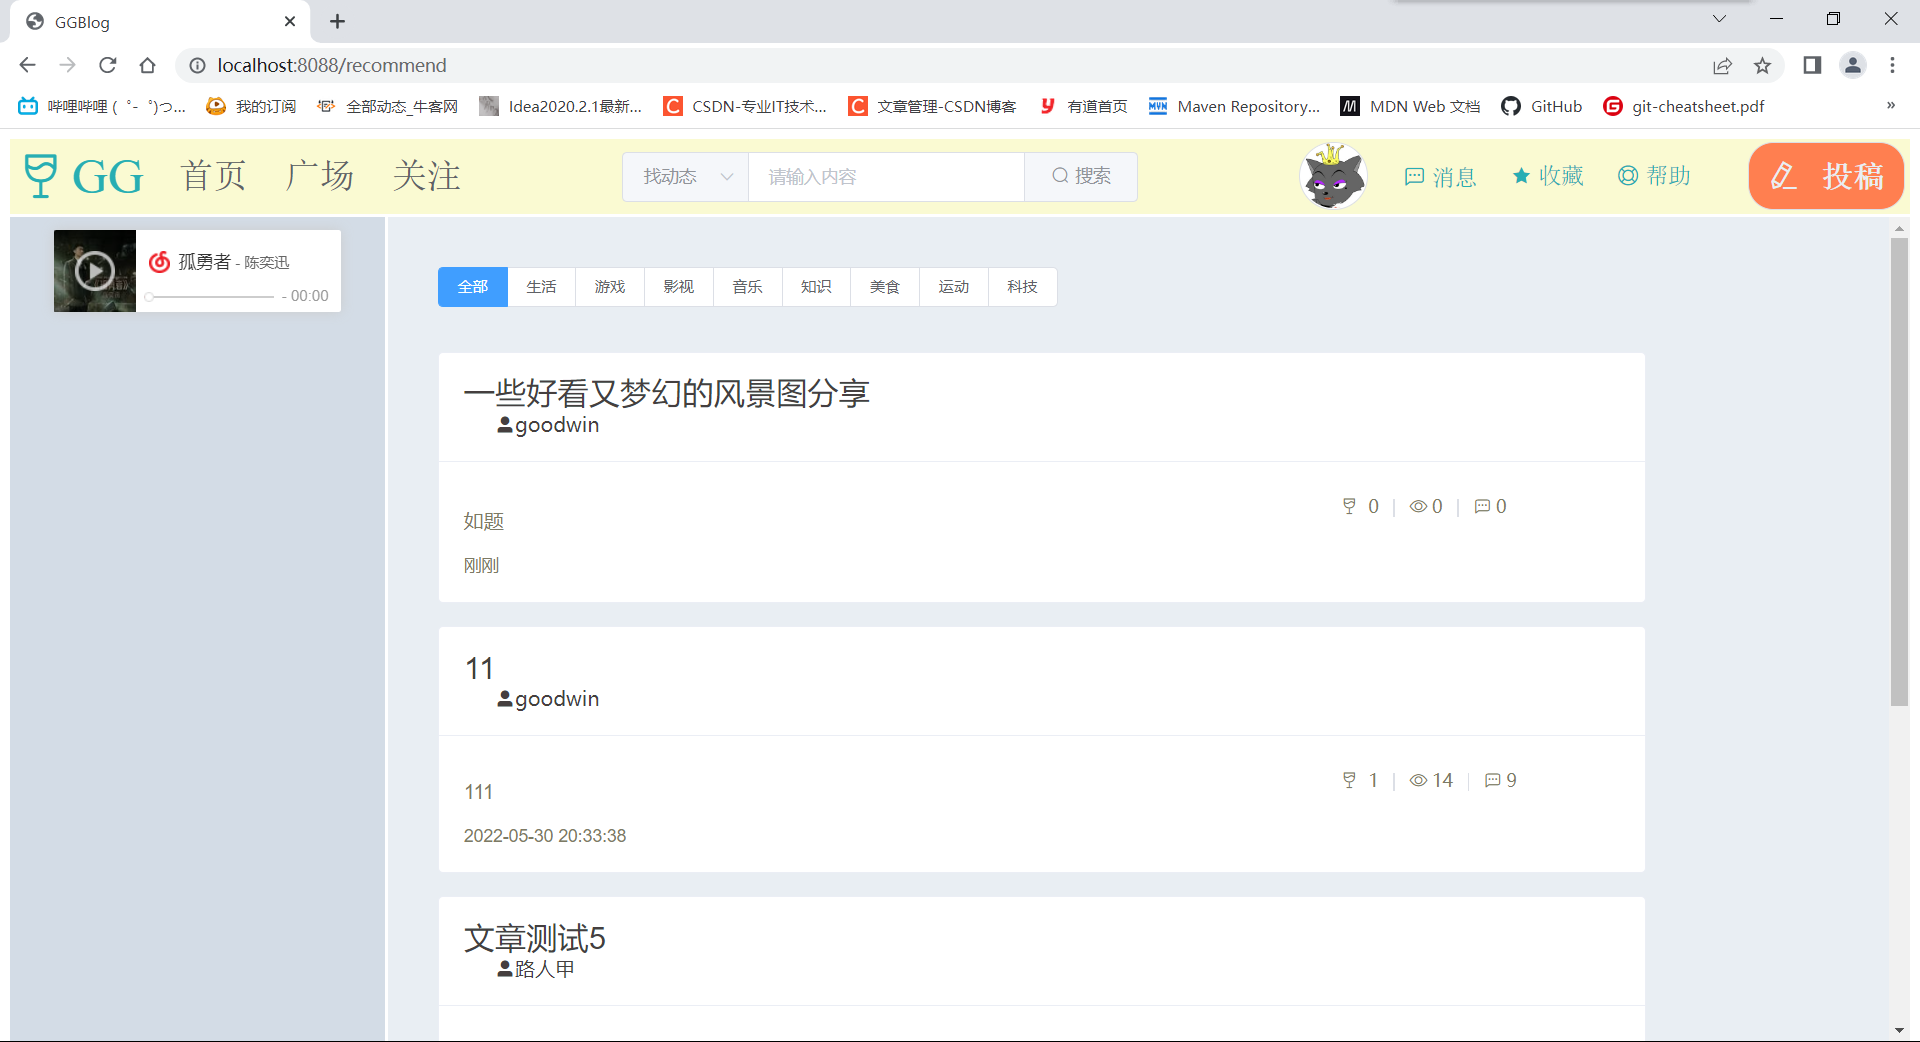 GGBlog
localhost:8088/recommend
哔哩哔哩 (゜-゜)つ...
我的订阅
全部动态_牛客网
Idea2020.2.1最新...
CSDN-专业IT技术...
文章管理-CSDN博客
有道首页
Maven Repository...
MDN Web 文档
GitHub
git-cheatsheet.pdf
»
GG
首页
广场
关注
找动态
请输入内容
搜索
消息
收藏
帮助
投稿
孤勇者 - 陈奕迅
- 00:00
全部
生活
游戏
影视
音乐
知识
美食
运动
科技
一些好看又梦幻的风景图分享
goodwin
0 | 0 | 0
如题
刚刚
11
goodwin
1 | 14 | 9
111
2022-05-30 20:33:38
文章测试5
路人甲